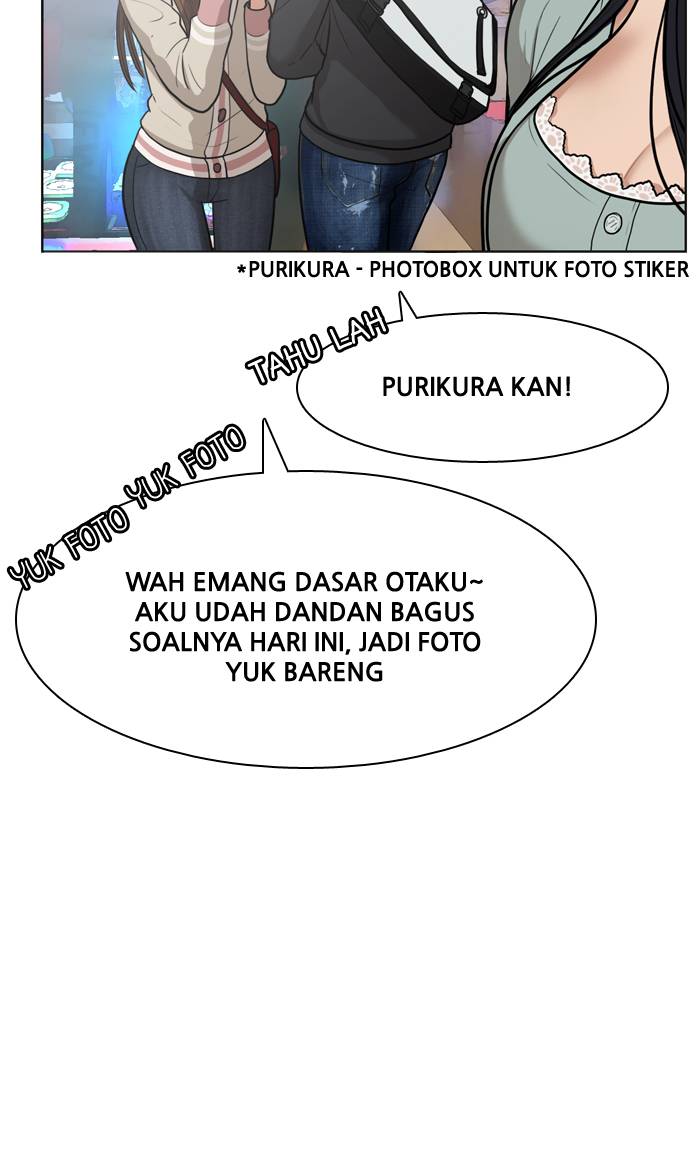 *PURIKURA - PHOTOBOX UNTUK FOTO STIKER
TAHU LAH
PURIKURA KAN!
YUK FOTO YUK FOTO
WAH EMANG DASAR OTAKU~
AKU UDAH DANDAN BAGUS
SOALNYA HARI INI, JADI FOTO
YUK BARENG